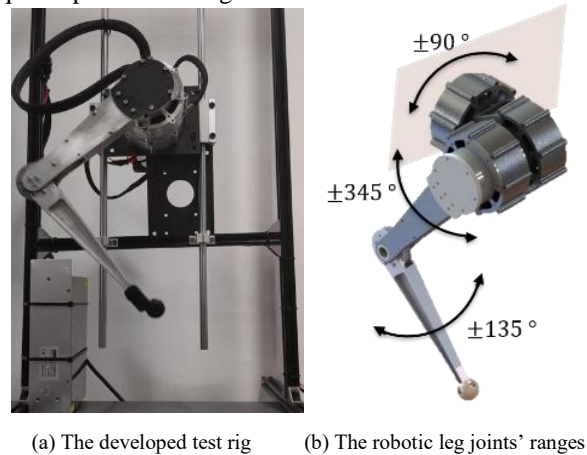 ±90 °
±345 °
±135 °
(a) The developed test rig (b) The robotic leg joints' ranges